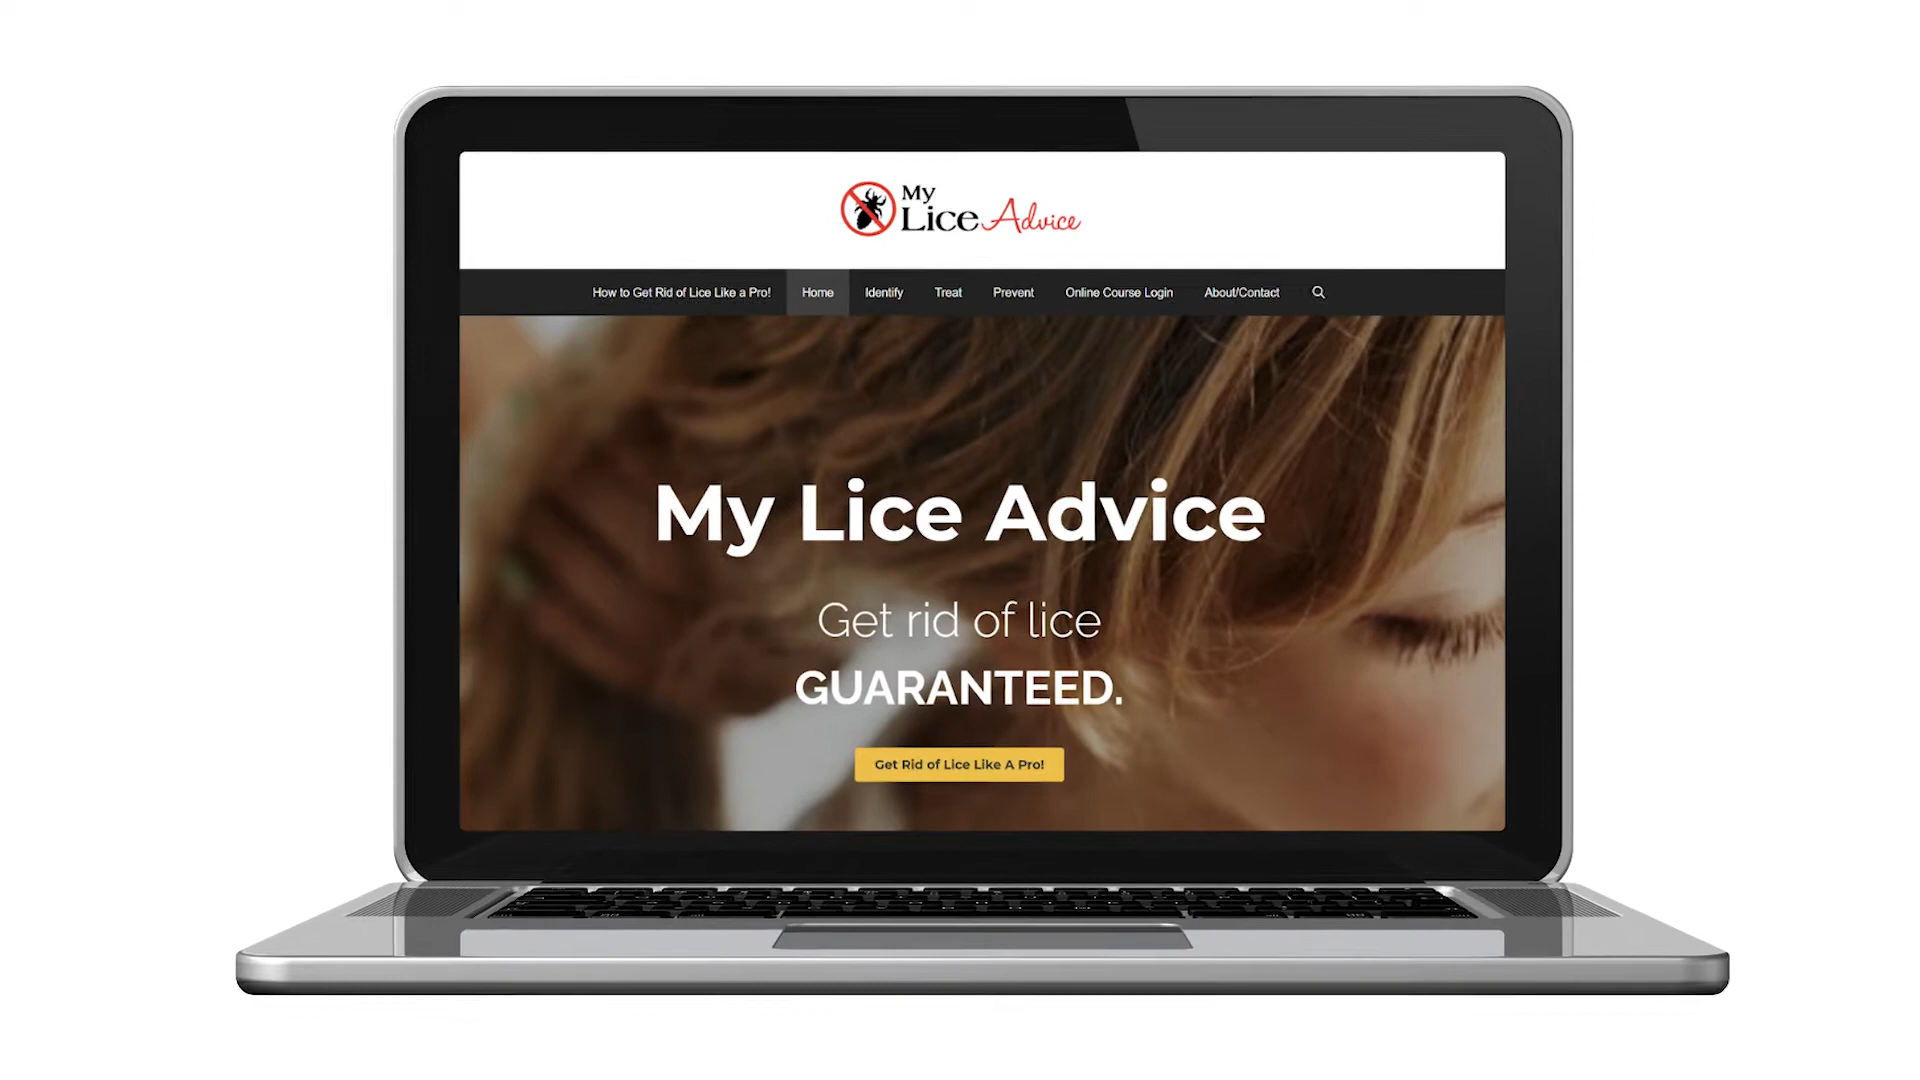 My
Lice Advice
How to Get Rid of Lice Like a Pro! Home Identify Treat Prevent Online Course Login About/Contact
My Lice Advice
Get rid of lice
GUARANTEED.
Get Rid of Lice Like A Pro!